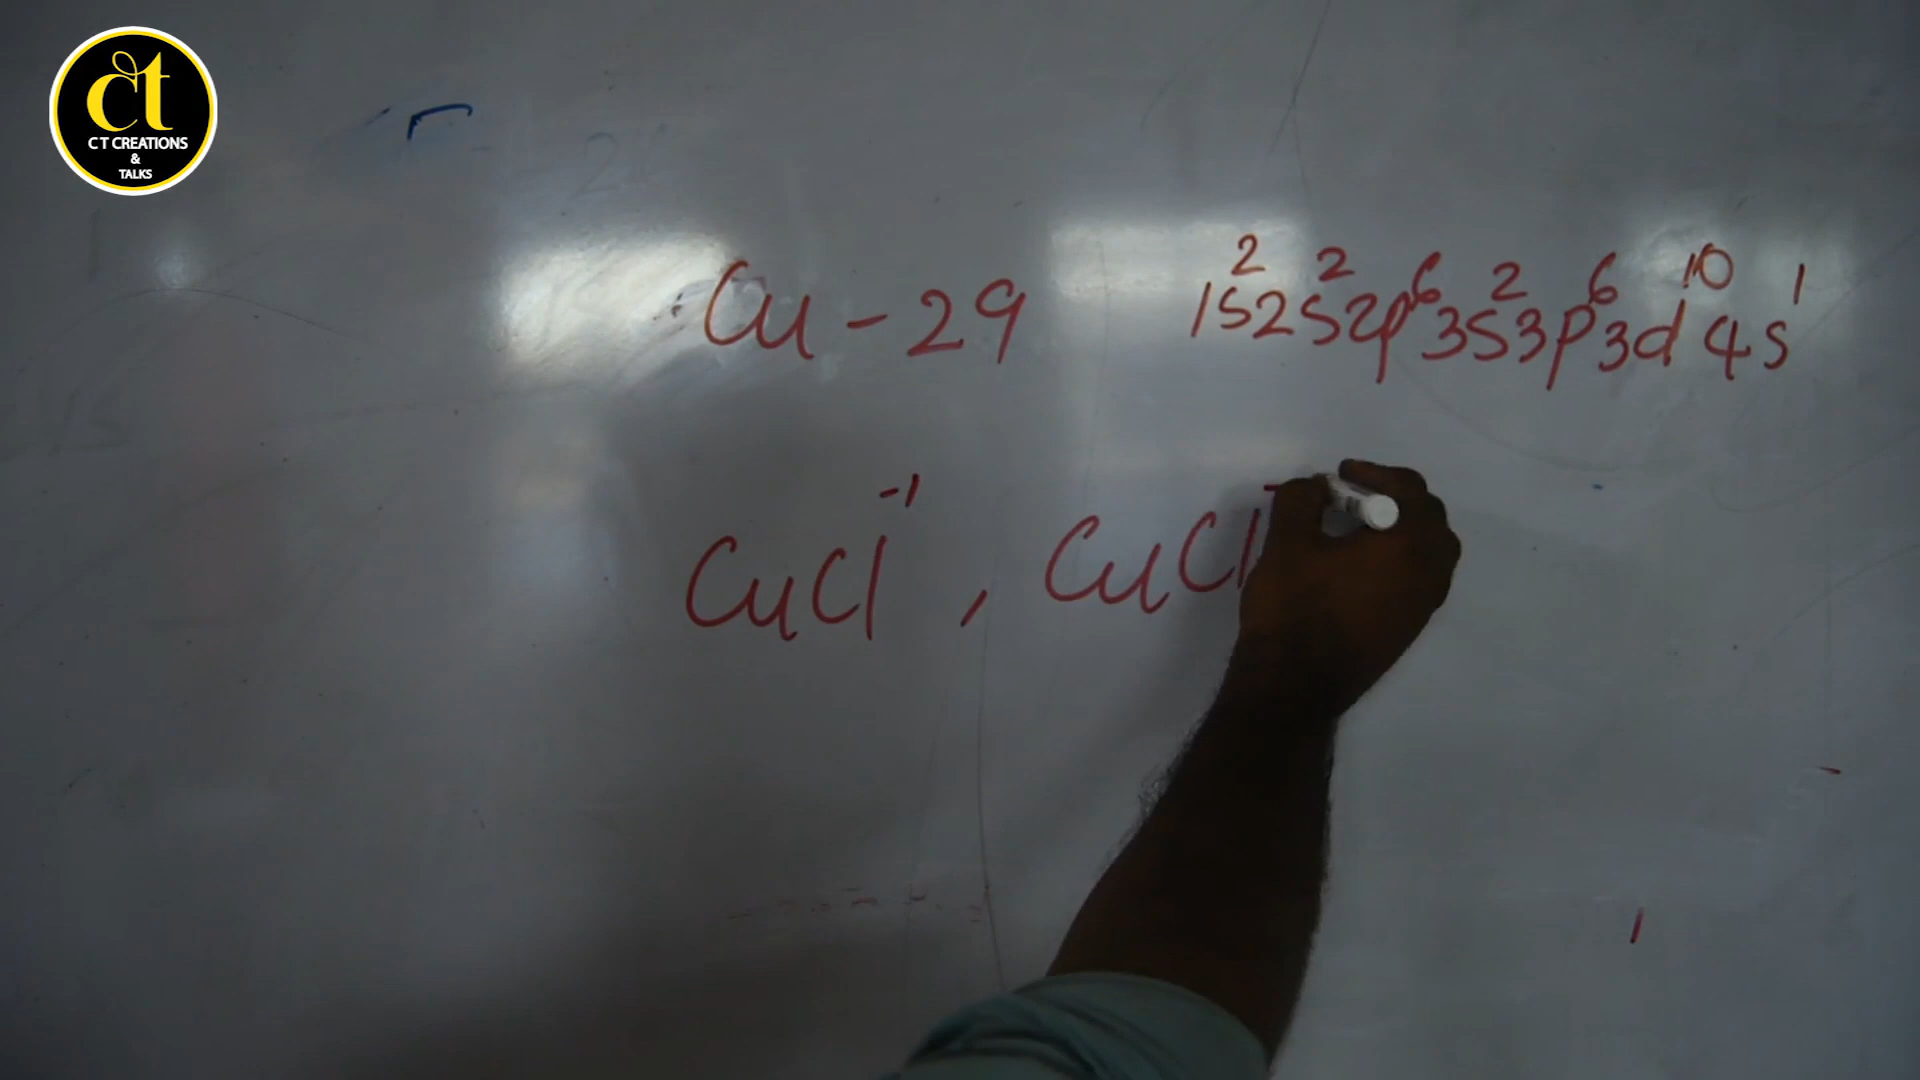 ct
C T CREATIONS
&
TALKS
Cu - 29 1s² 2s² 2p⁶ 3s² 3p⁶ 3d¹⁰ 4s¹
CuCl⁻¹ , CuCl